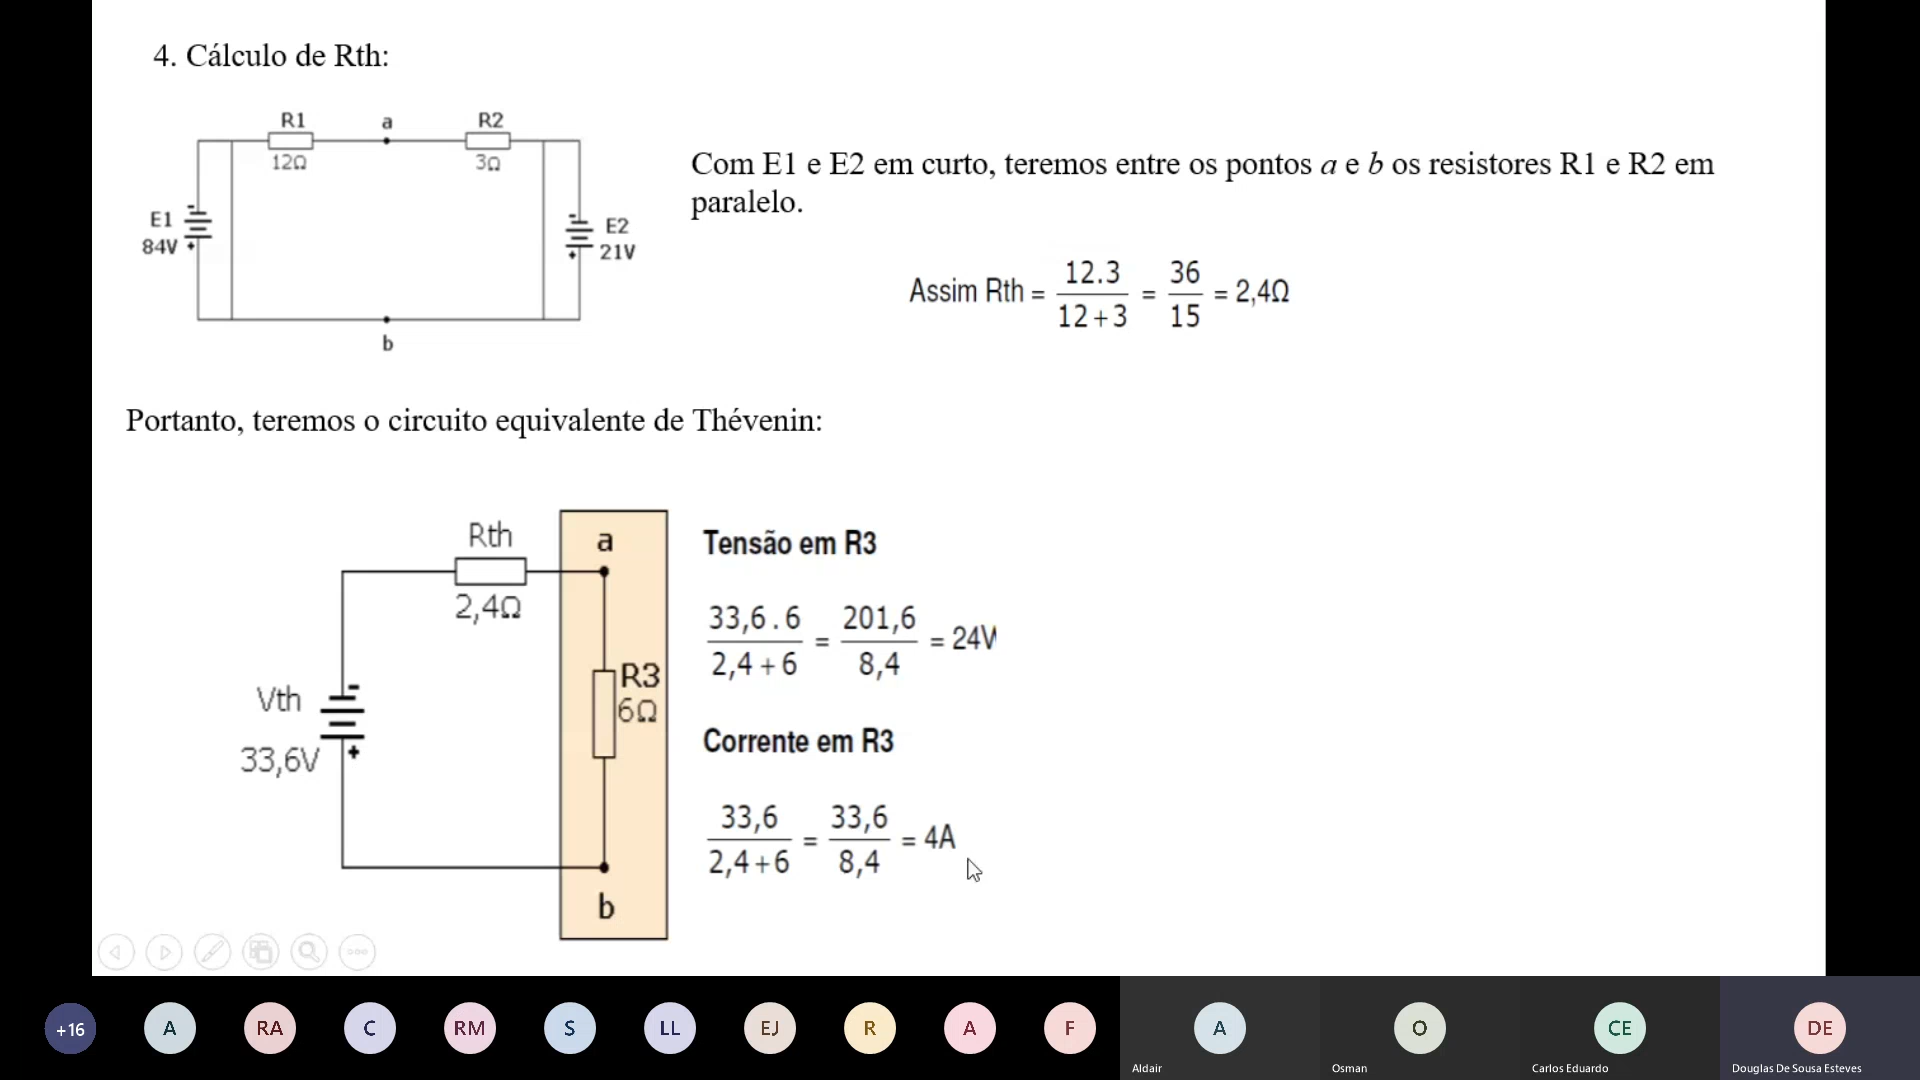 4. Cálculo de Rth:
R1
a
R2
12Ω
3Ω
E1
84V
E2
21V
b
Com E1 e E2 em curto, teremos entre os pontos a e b os resistores R1 e R2 em
paralelo.
Assim Rth = 12.3 / 12+3 = 36 / 15 = 2,4Ω
Portanto, teremos o circuito equivalente de Thévenin:
Rth
2,4Ω
a
Vth
33,6V
R3
6Ω
b
Tensão em R3
33,6.6 / 2,4+6 = 201,6 / 8,4 = 24V
Corrente em R3
33,6 / 2,4+6 = 33,6 / 8,4 = 4A
+16
A
RA
C
RM
S
LL
EJ
R
A
F
A
Aldair
O
Osman
CE
Carlos Eduardo
DE
Douglas De Sousa Esteves